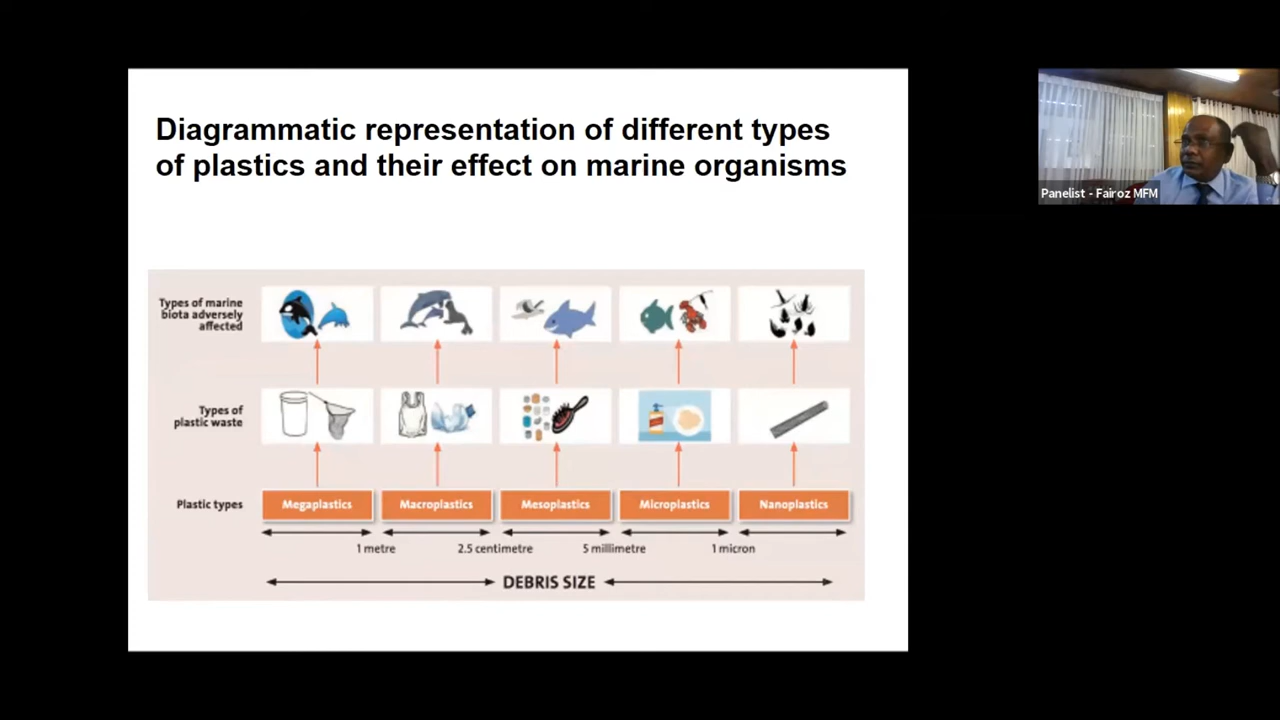 Diagrammatic representation of different types
of plastics and their effect on marine organisms
Panelist - Fairoz MFM
Types of marine
biota adversely
affected
Types of
plastic waste
Plastic types
Megaplastics
Macroplastics
Mesoplastics
Microplastics
Nanoplastics
1 metre
2.5 centimetre
5 millimetre
1 micron
DEBRIS SIZE